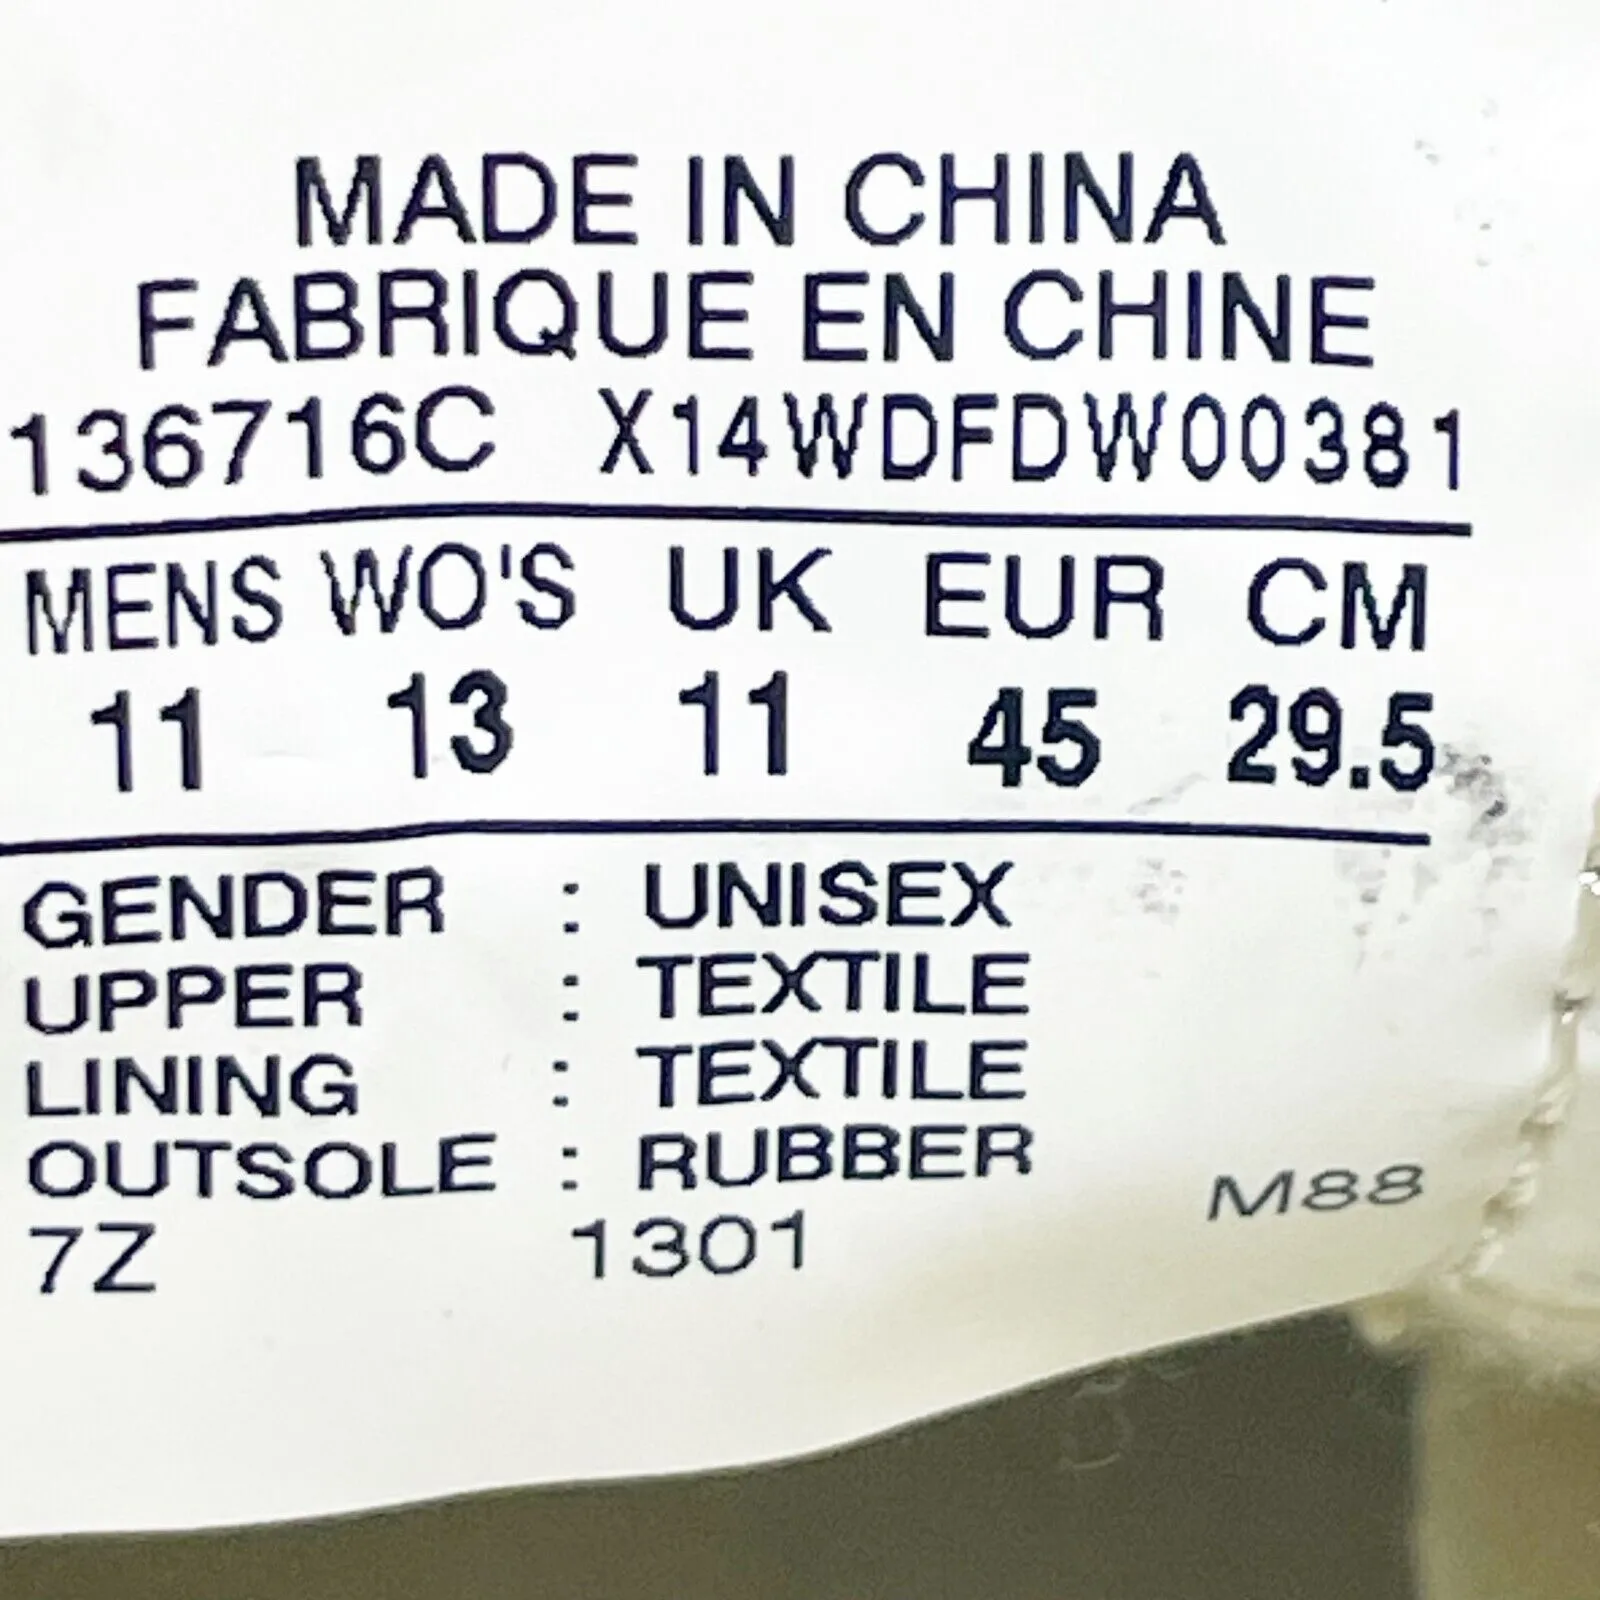 MADE IN CHINA
FABRIQUE EN CHINE
136716C X14WDFDW00381
MENS WO'S UK EUR CM
11 13 11 45 29.5
GENDER : UNISEX
UPPER : TEXTILE
LINING : TEXTILE
OUTSOLE : RUBBER
7Z 1301 M88